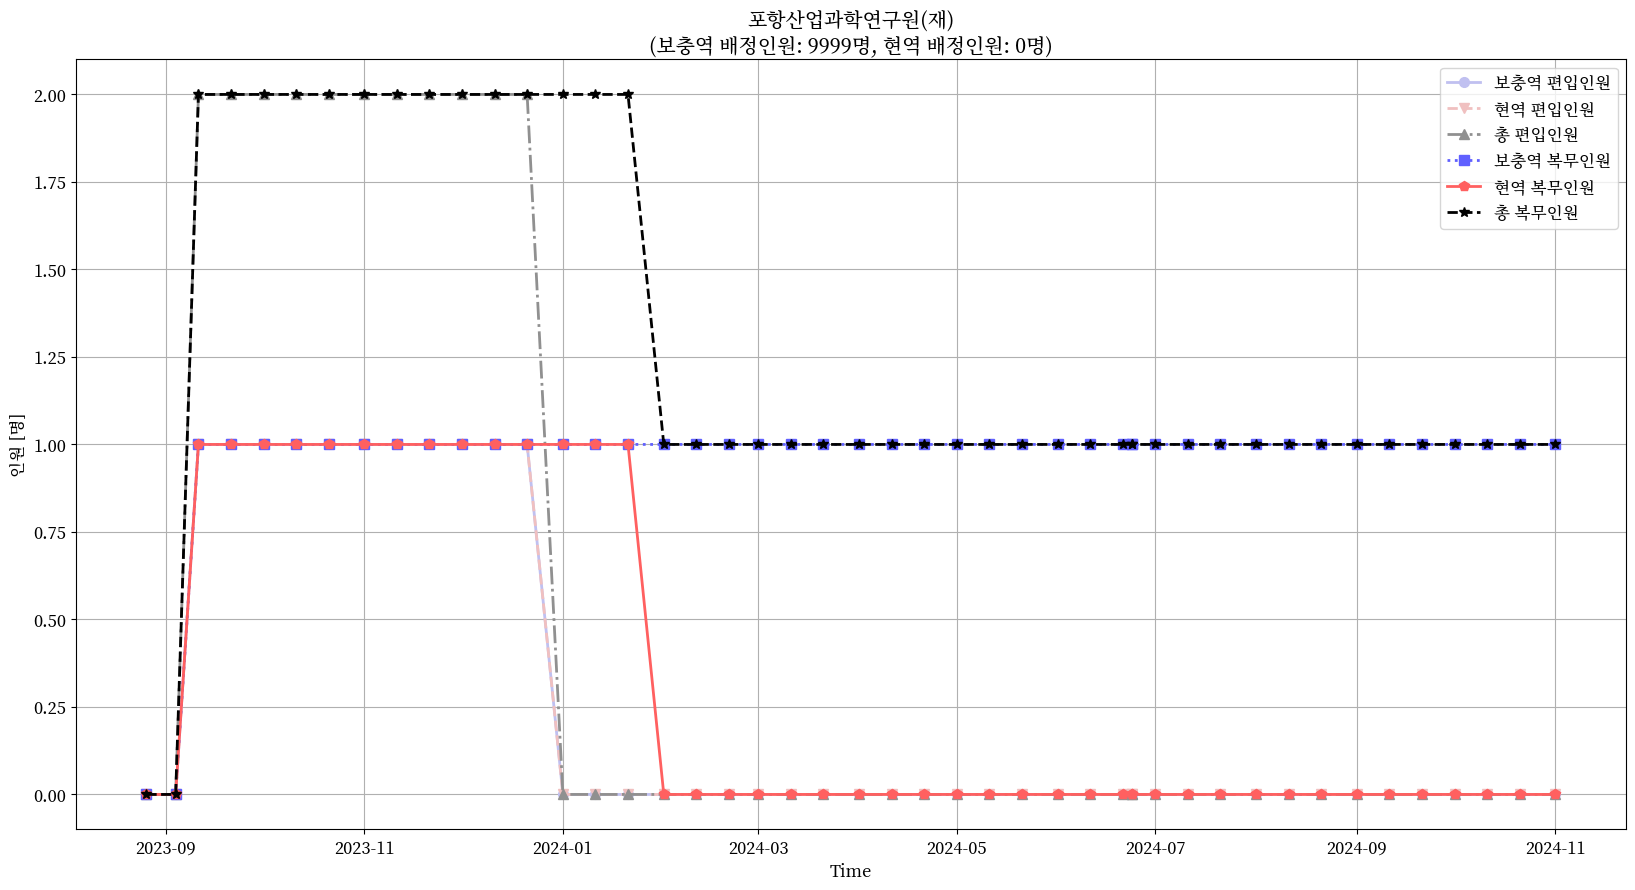 포항산업과학연구원(재)
(보충역 배정인원: 9999명, 현역 배정인원: 0명)
보충역 편입인원
현역 편입인원
총 편입인원
보충역 복무인원
현역 복무인원
총 복무인원
인원 [명]
2.00
1.75
1.50
1.25
1.00
0.75
0.50
0.25
0.00
2023-09 2023-11 2024-01 2024-03 2024-05 2024-07 2024-09 2024-11
Time